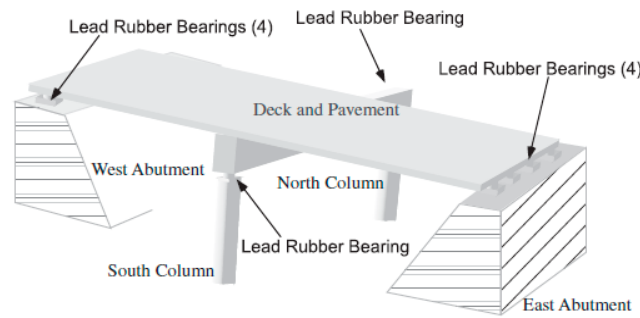 Lead Rubber Bearings (4)
Lead Rubber Bearing
Lead Rubber Bearings (4)
Deck and Pavement
West Abutment
North Column
Lead Rubber Bearing
South Column
East Abutment